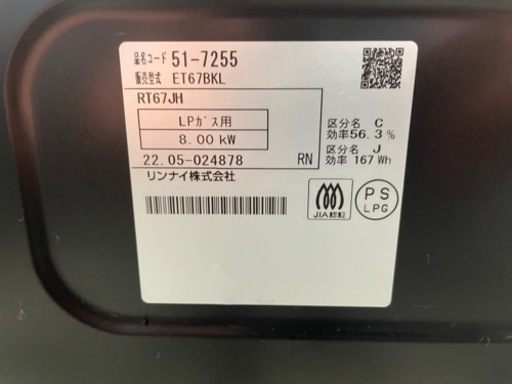 品名コード 51-7255
販売型式 ET67BKL
RT67JH
LPガス用
8.00 kW
区分名 C
効率56.3 %
区分名 J
効率 167 Wh
22.05-024878 RN
リンナイ株式会社
JIA認証
PS
LPG